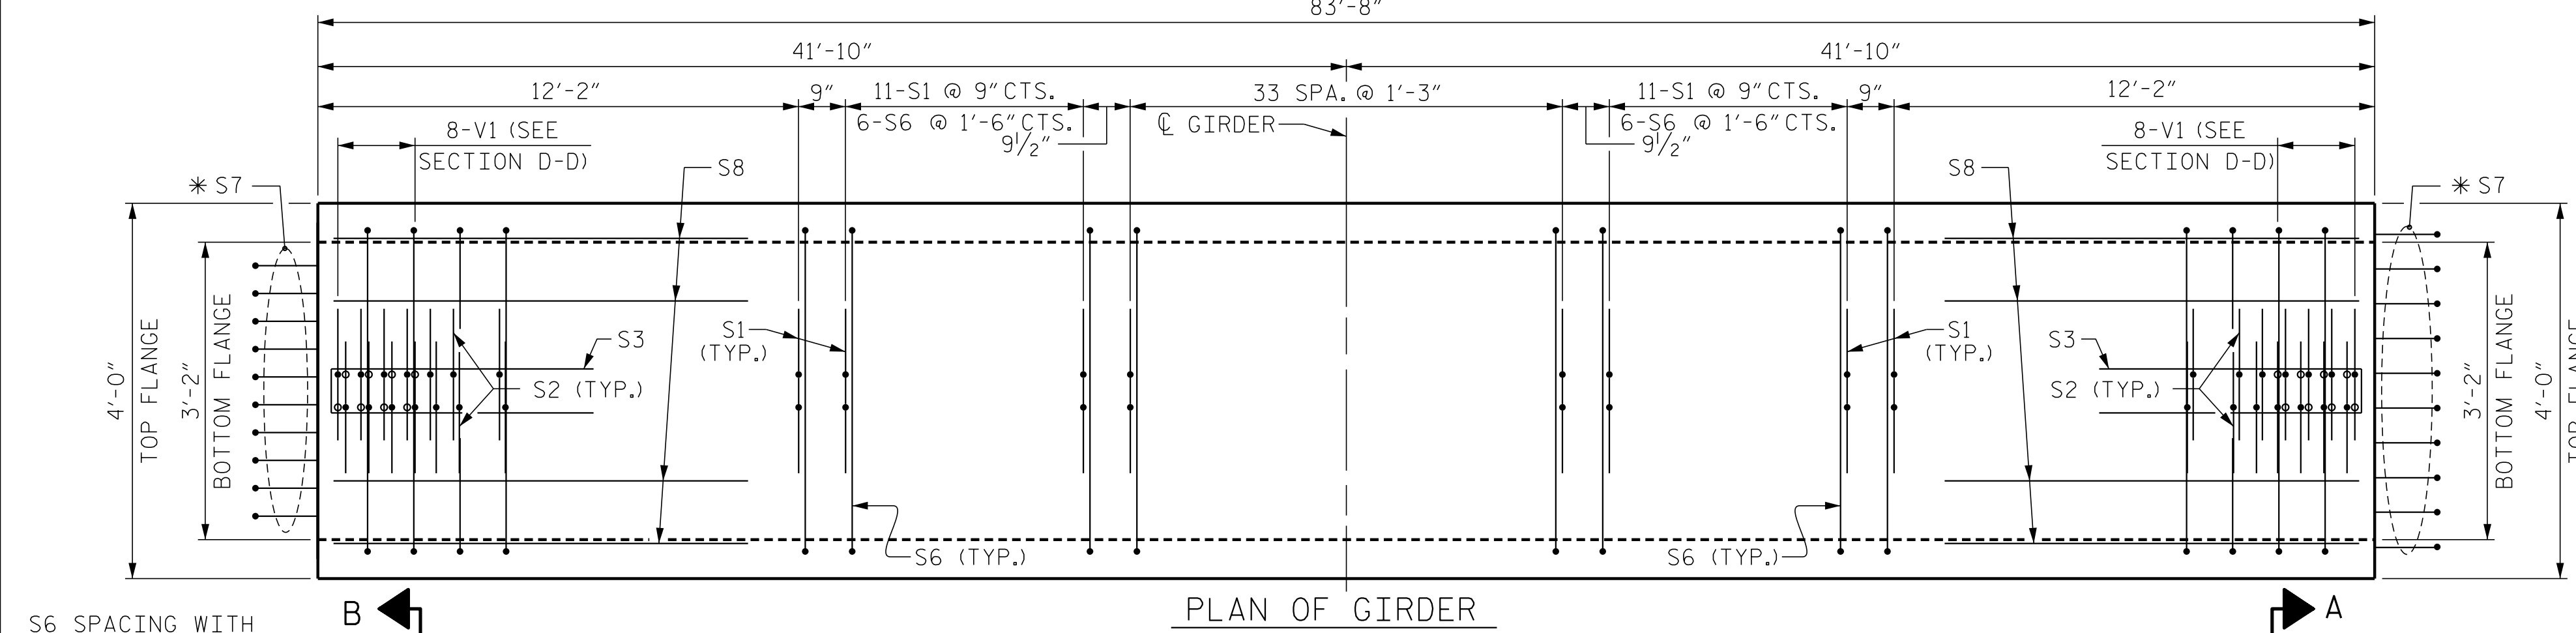 83'-8"
41'-10"
41'-10"
12'-2"
9"
11-S1 @ 9"CTS.
33 SPA. @ 1'-3"
11-S1 @ 9"CTS.
9"
12'-2"
6-S6 @ 1'-6"CTS.
℄ GIRDER
6-S6 @ 1'-6"CTS.
9½"
9½"
8-V1 (SEE
SECTION D-D)
8-V1 (SEE
SECTION D-D)
* S7
S8
S8
* S7
4'-0"
TOP FLANGE
3'-2"
BOTTOM FLANGE
S3
S2 (TYP.)
S1
(TYP.)
S1
(TYP.)
S3
S2 (TYP.)
3'-2"
BOTTOM FLANGE
4'-0"
TOP FLANGE
S6 (TYP.)
S6 (TYP.)
B
PLAN OF GIRDER
A
S6 SPACING WITH